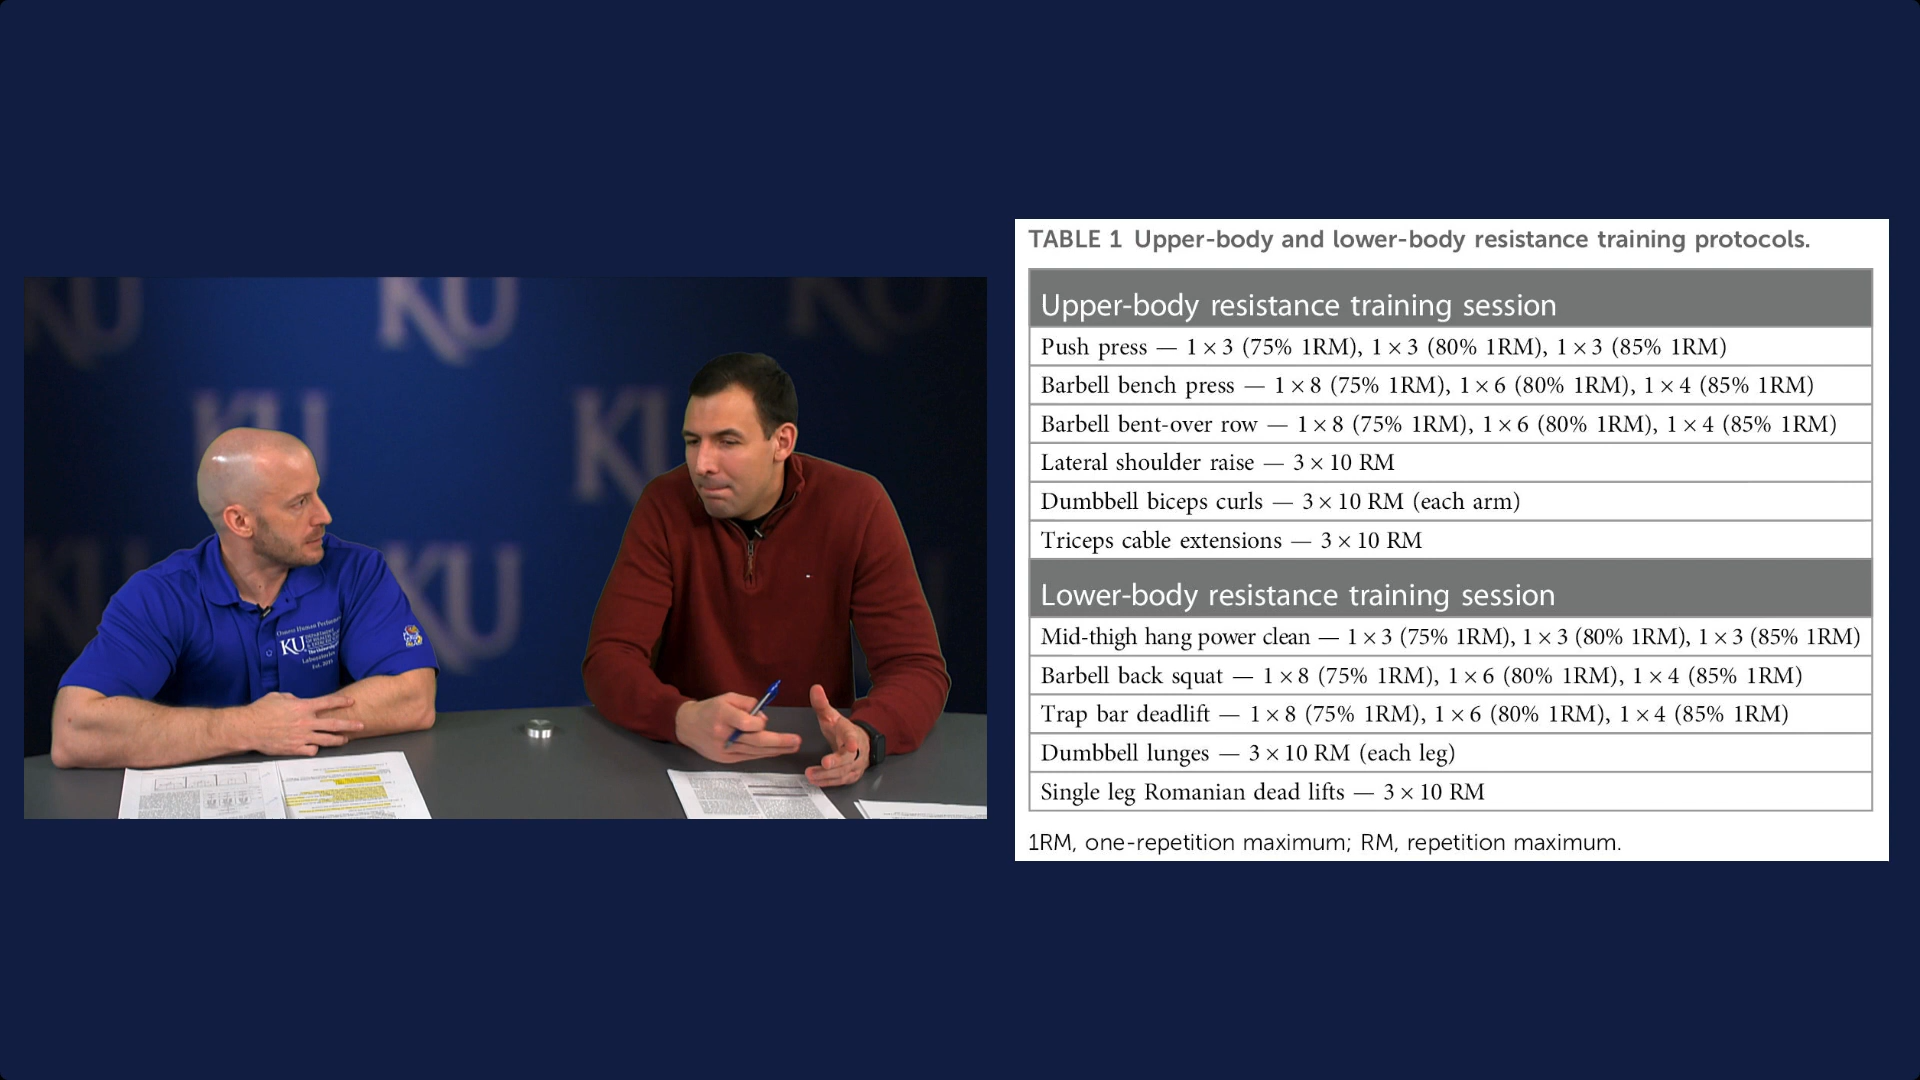 KU
KU
KU
KU
KU
KU
TABLE 1 Upper-body and lower-body resistance training protocols.
Upper-body resistance training session
Push press — 1 × 3 (75% 1RM), 1 × 3 (80% 1RM), 1 × 3 (85% 1RM)
Barbell bench press — 1 × 8 (75% 1RM), 1 × 6 (80% 1RM), 1 × 4 (85% 1RM)
Barbell bent-over row — 1 × 8 (75% 1RM), 1 × 6 (80% 1RM), 1 × 4 (85% 1RM)
Lateral shoulder raise — 3 × 10 RM
Dumbbell biceps curls — 3 × 10 RM (each arm)
Triceps cable extensions — 3 × 10 RM
Lower-body resistance training session
Mid-thigh hang power clean — 1 × 3 (75% 1RM), 1 × 3 (80% 1RM), 1 × 3 (85% 1RM)
Barbell back squat — 1 × 8 (75% 1RM), 1 × 6 (80% 1RM), 1 × 4 (85% 1RM)
Trap bar deadlift — 1 × 8 (75% 1RM), 1 × 6 (80% 1RM), 1 × 4 (85% 1RM)
Dumbbell lunges — 3 × 10 RM (each leg)
Single leg Romanian dead lifts — 3 × 10 RM
1RM, one-repetition maximum; RM, repetition maximum.